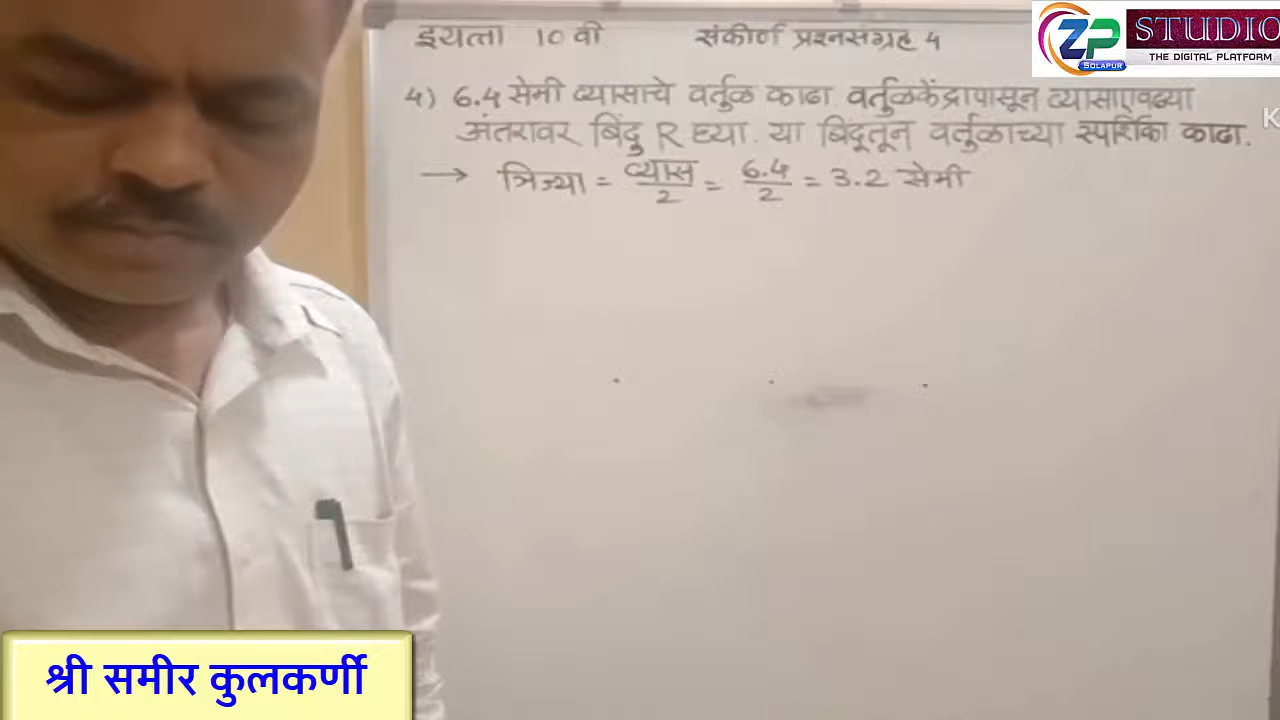 इयत्ता 10 वी संकीर्ण प्रश्नसंग्रह 4
ZP STUDIO
SOLAPUR
THE DIGITAL PLATFORM
4) 6.4 सेमी व्यासाचे वर्तुळ काढा. वर्तुळकेंद्रापासून व्यासाएवढ्या
अंतरावर बिंदु R घ्या. या बिंदूतून वर्तुळाच्या स्पर्शिका काढा.
→ त्रिज्या = व्यास/2 = 6.4/2 = 3.2 सेमी
K
श्री समीर कुलकर्णी